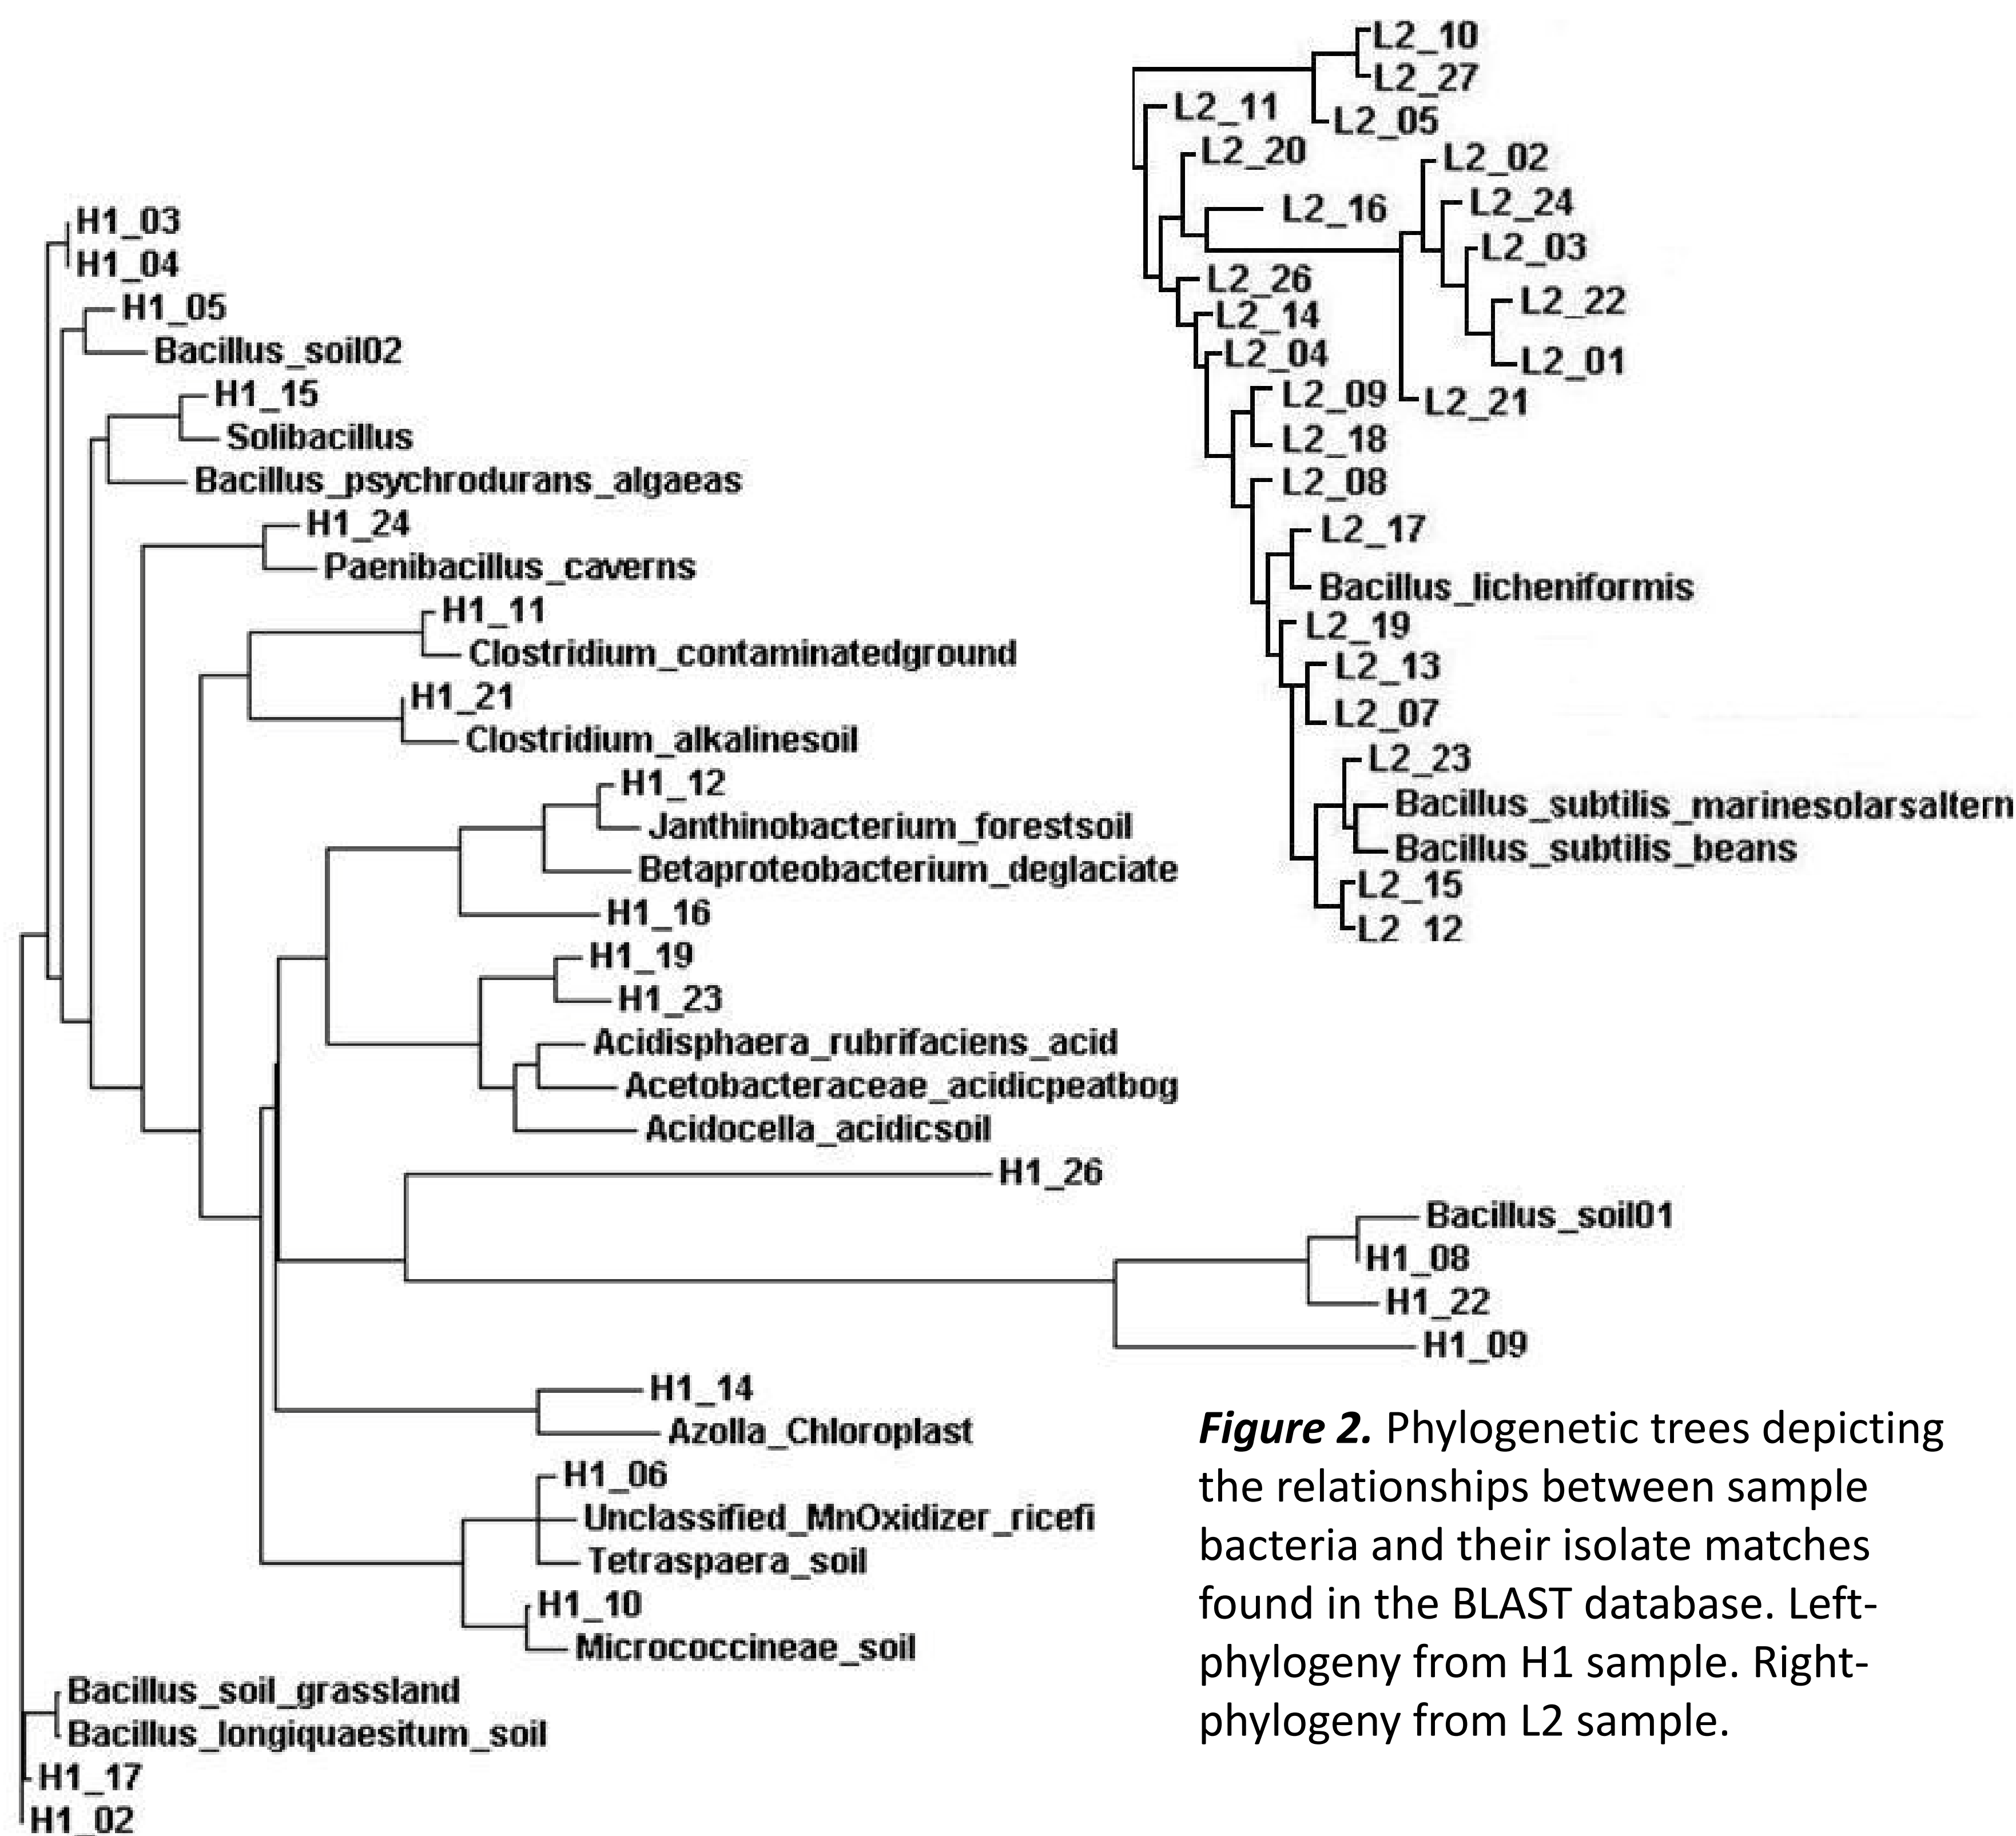 H1_03
H1_04
H1_05
Bacillus_soil02
H1_15
Solibacillus
Bacillus_psychrodurans_algaeas
H1_24
Paenibacillus_caverns
H1_11
Clostridium_contaminatedground
H1_21
Clostridium_alkalinesoil
H1_12
Janthinobacterium_forestsoil
Betaproteobacterium_deglaciate
H1_16
H1_19
H1_23
Acidisphaera_rubrifaciens_acid
Acetobacteraceae_acidicpeatbog
Acidocella_acidicsoil
H1_26
Bacillus_soil01
H1_08
H1_22
H1_09
H1_14
Azolla_Chloroplast
H1_06
Unclassified_MnOxidizer_ricefi
Tetraspaera_soil
H1_10
Micrococcineae_soil
Bacillus_soil_grassland
Bacillus_longiquaesitum_soil
H1_17
H1_02
L2_10
L2_27
L2_05
L2_11
L2_20
L2_16
L2_02
L2_24
L2_03
L2_22
L2_01
L2_21
L2_26
L2_14
L2_04
L2_09
L2_18
L2_08
L2_17
Bacillus_licheniformis
L2_19
L2_13
L2_07
L2_23
Bacillus_subtilis_marinesolarsaltern
Bacillus_subtilis_beans
L2_15
L2_12
Figure 2. Phylogenetic trees depicting
the relationships between sample
bacteria and their isolate matches
found in the BLAST database. Left-
phylogeny from H1 sample. Right-
phylogeny from L2 sample.